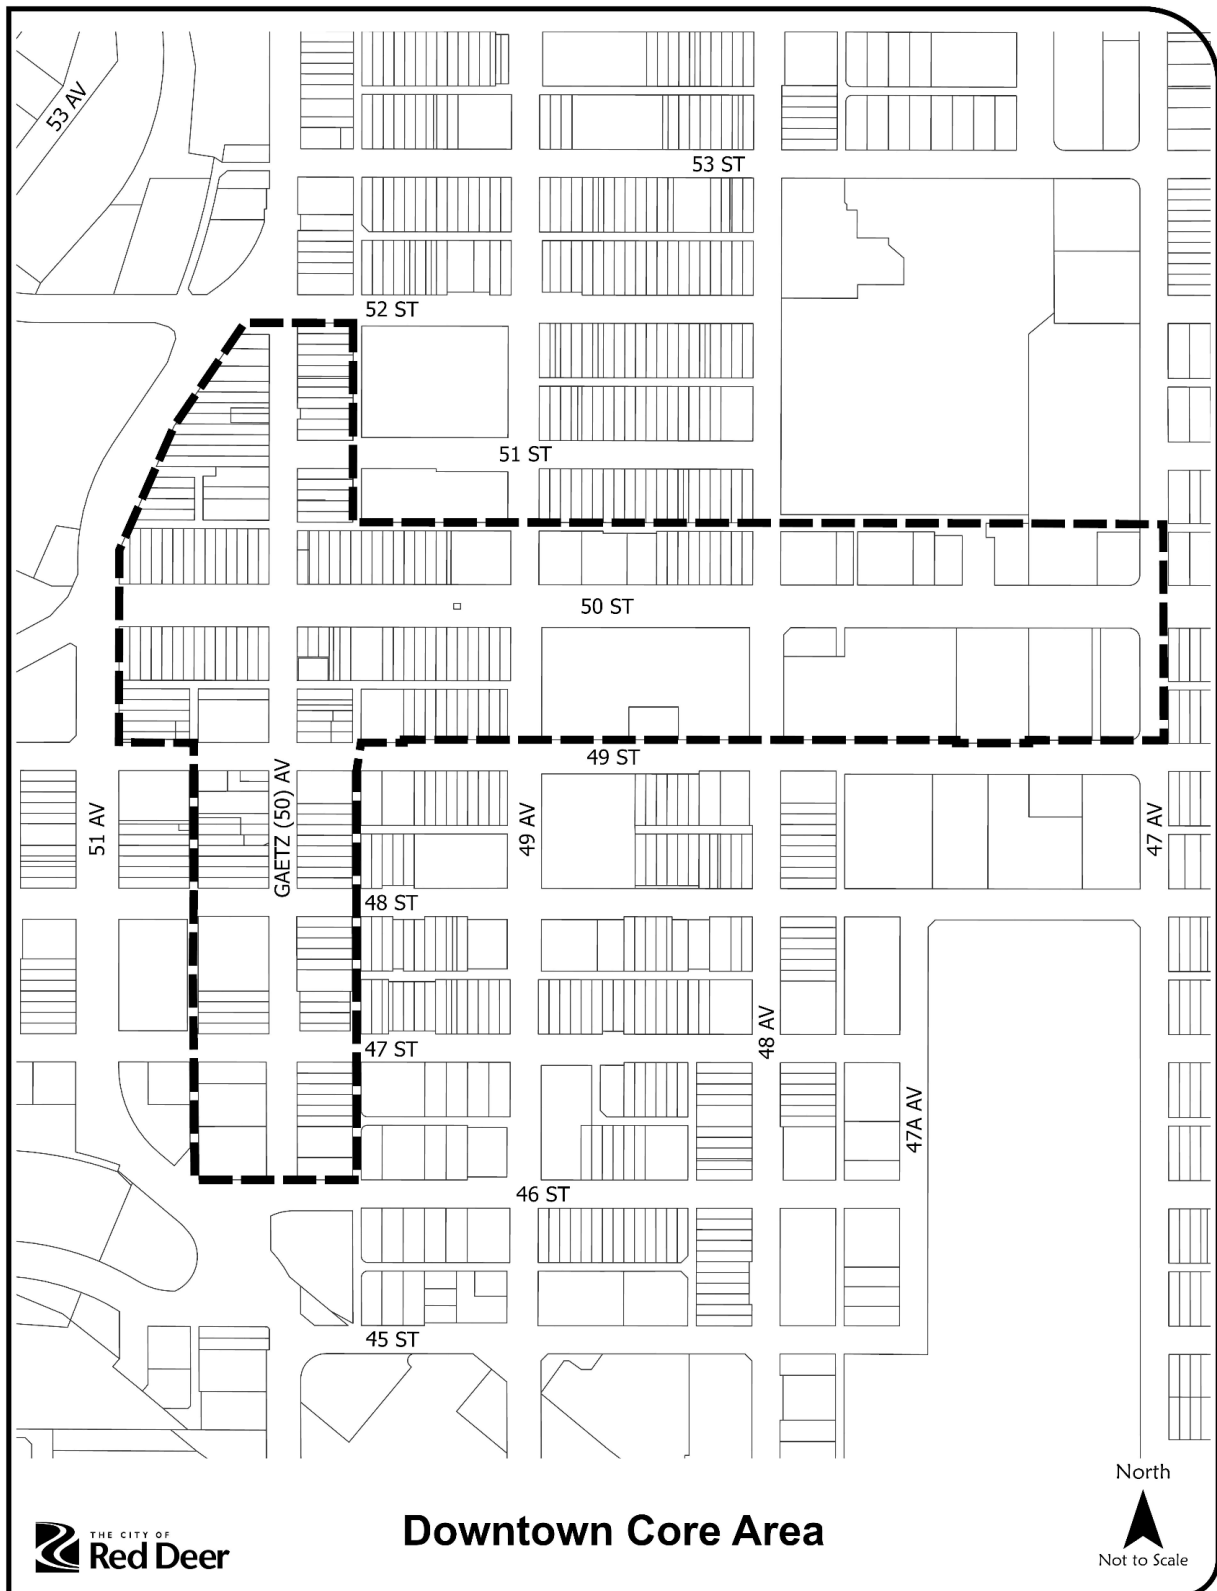 53 AV
53 ST
52 ST
51 ST
50 ST
49 ST
GAETZ (50) AV
51 AV
49 AV
47 AV
48 ST
48 AV
47 ST
47A AV
46 ST
45 ST
North
THE CITY OF
Red Deer
Downtown Core Area
Not to Scale